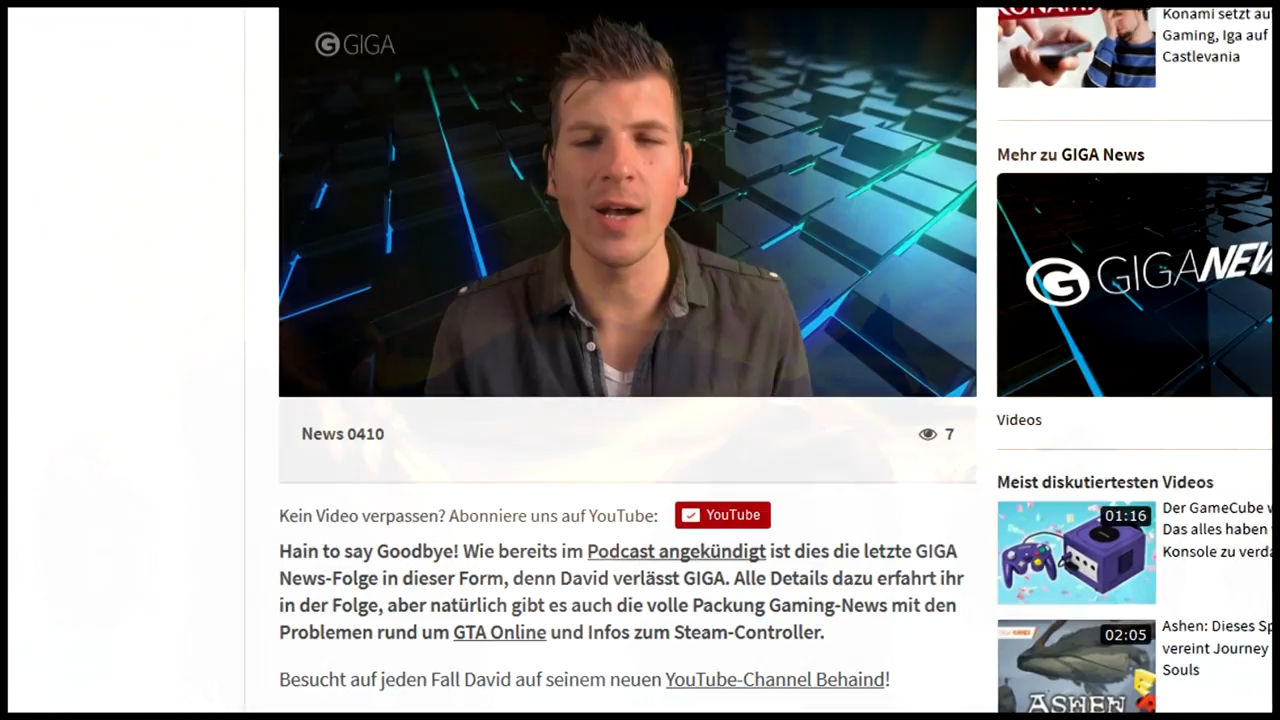 GIGA
KONAMI
Konami setzt au
Gaming, Iga auf
Castlevania
Mehr zu GIGA News
GIGANEW
Videos
News 0410
7
Kein Video verpassen? Abonniere uns auf YouTube:
YouTube
Hain to say Goodbye! Wie bereits im Podcast angekündigt ist dies die letzte GIGA
News-Folge in dieser Form, denn David verlässt GIGA. Alle Details dazu erfahrt ihr
in der Folge, aber natürlich gibt es auch die volle Packung Gaming-News mit den
Problemen rund um GTA Online und Infos zum Steam-Controller.
Besucht auf jeden Fall David auf seinem neuen YouTube-Channel Behaind!
Meist diskutiertesten Videos
01:16
Der GameCube
Das alles haben
Konsole zu verd
02:05
Ashen: Dieses Sp
vereint Journey
Souls
ASHEN